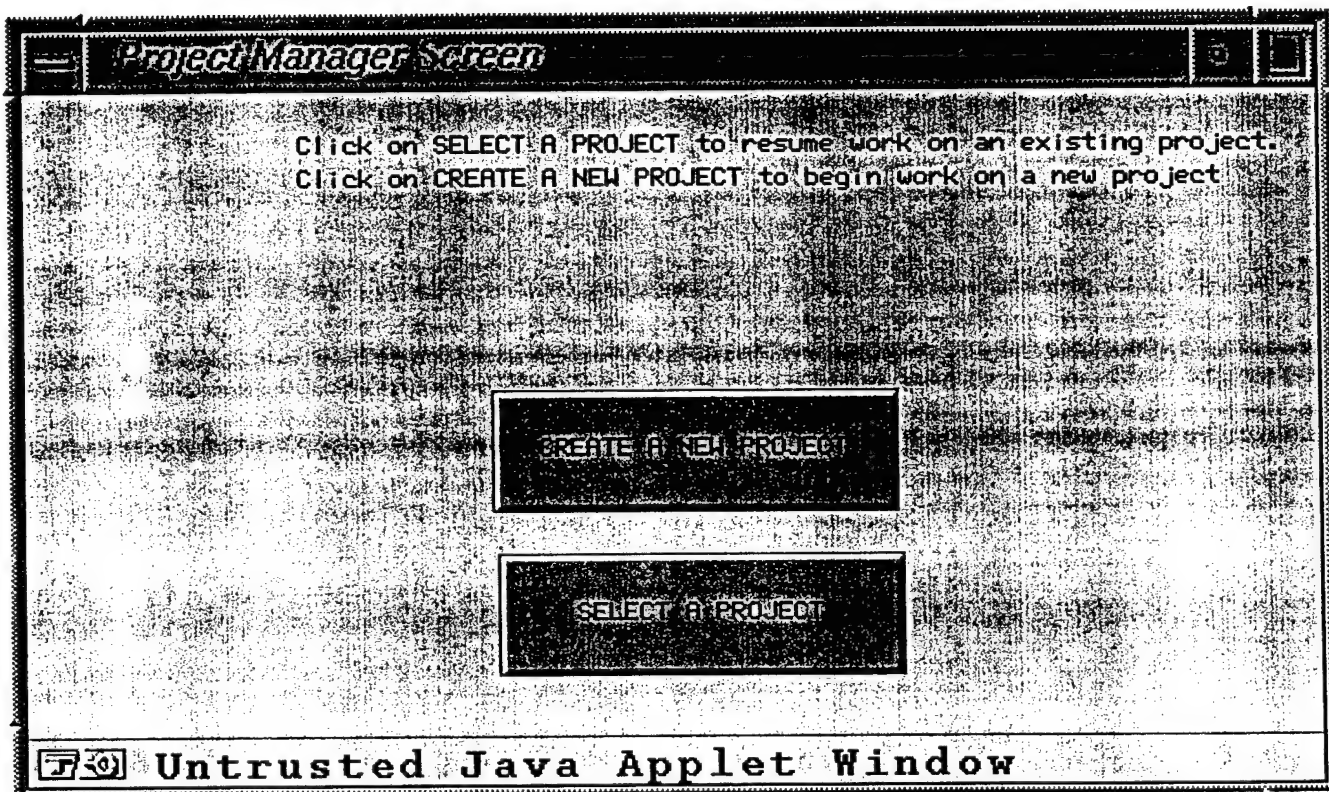 Project Manager Screen
Click on SELECT A PROJECT to resume work on an existing project.
Click on CREATE A NEW PROJECT to begin work on a new project
CREATE A NEW PROJECT
SELECT A PROJECT
Untrusted Java Applet Window